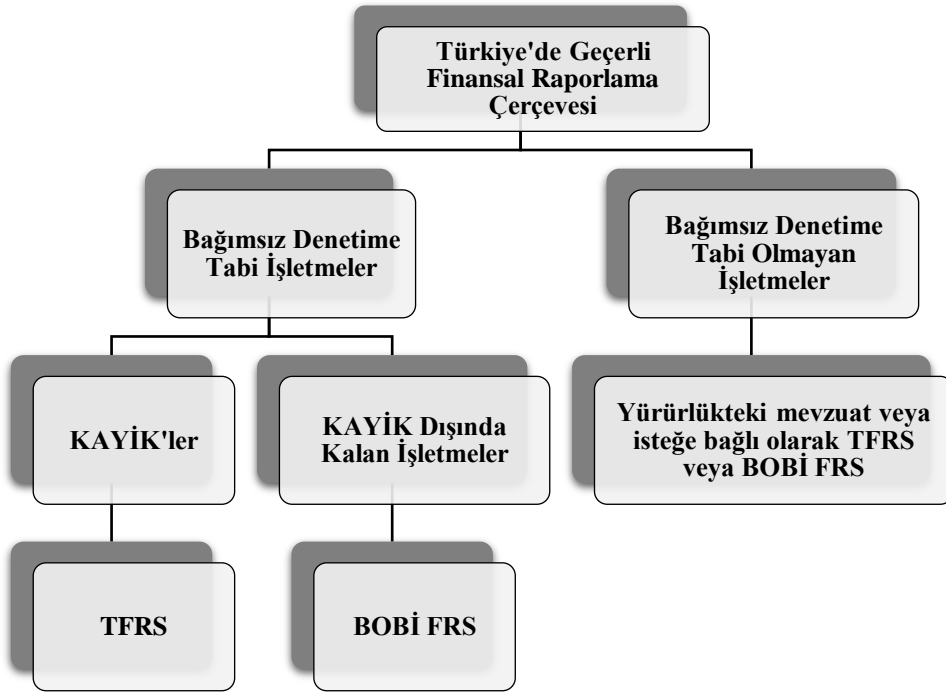 Türkiye'de Geçerli
Finansal Raporlama
Çerçevesi
Bağımsız Denetime
Tabi İşletmeler
Bağımsız Denetime
Tabi Olmayan
İşletmeler
KAYİK'ler
KAYİK Dışında
Kalan İşletmeler
Yürürlükteki mevzuat veya
isteğe bağlı olarak TFRS
veya BOBİ FRS
TFRS
BOBİ FRS